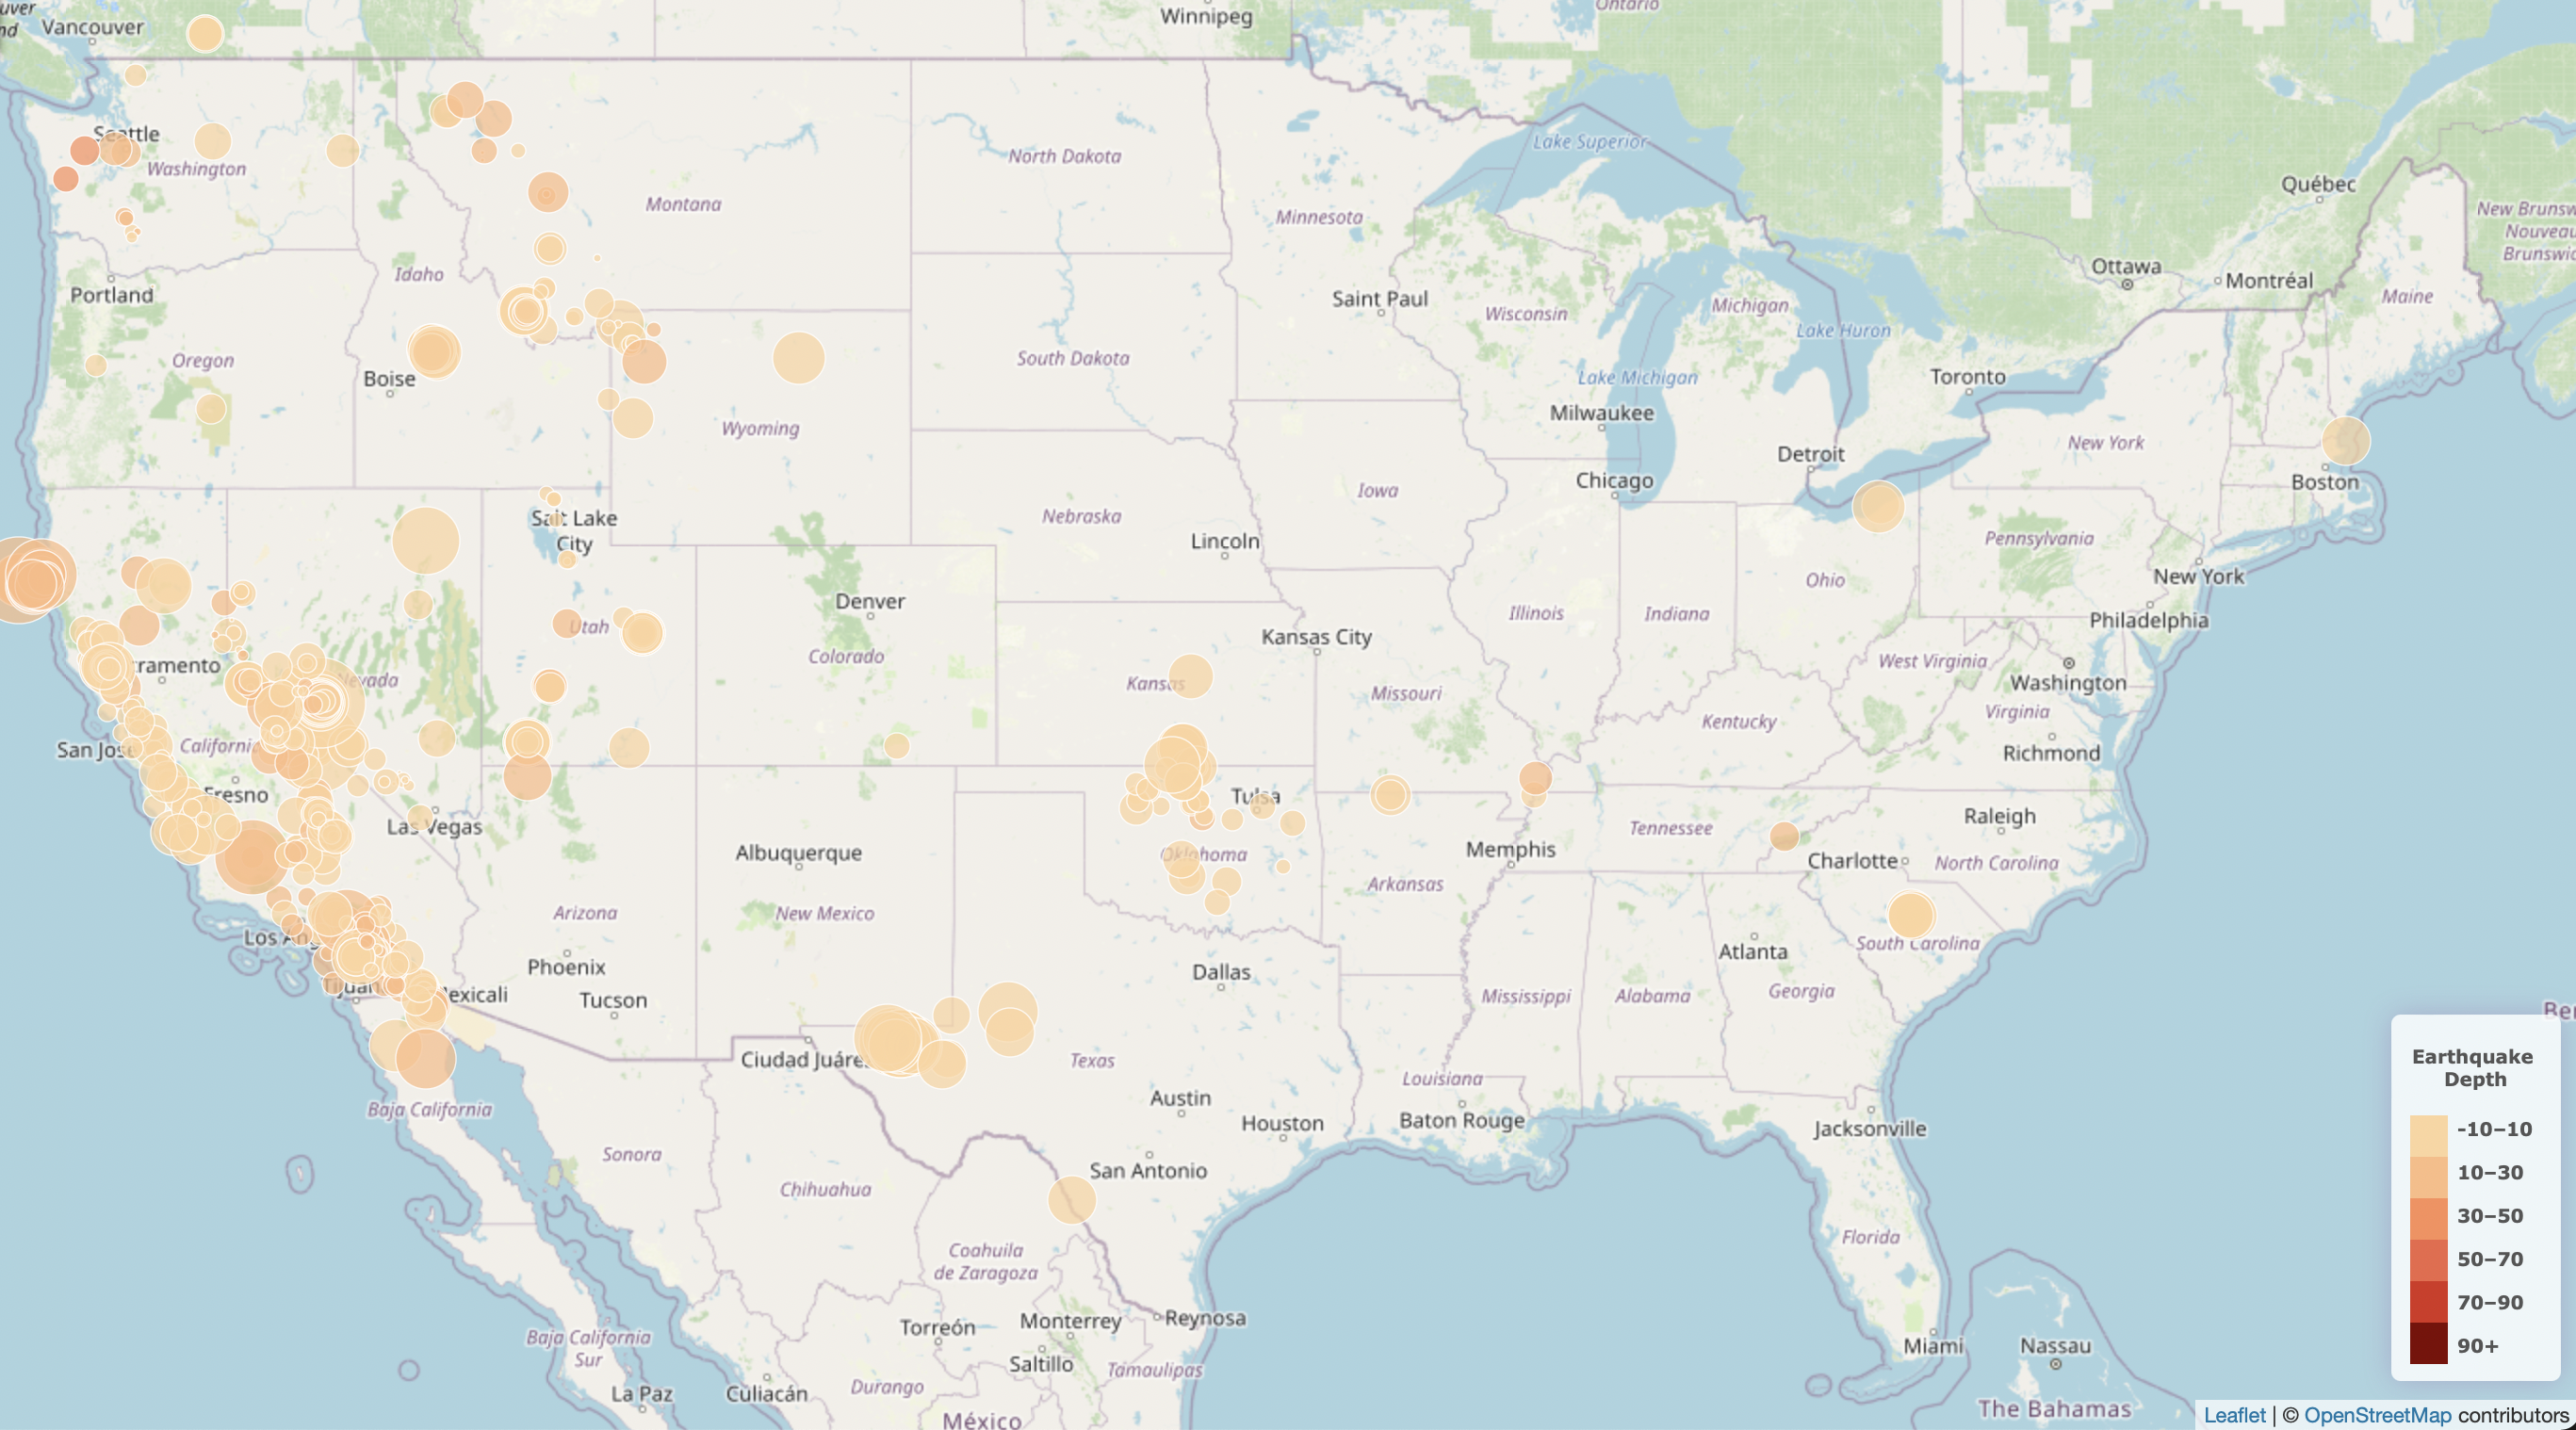 uver
nd
Vancouver
Winnipeg
Ontario
Seattle
Washington
Montana
North Dakota
Minnesota
Lake Superior
Québec
New Brunsw
Nouveau
Brunswic
Portland
Idaho
Saint Paul
Wisconsin
Michigan
Lake Huron
Ottawa
Montréal
Maine
Oregon
Boise
South Dakota
Lake Michigan
Toronto
Wyoming
Milwaukee
Detroit
New York
Chicago
Boston
Iowa
Salt Lake
City
Nebraska
Lincoln
Pennsylvania
New York
Denver
Ohio
Illinois
Indiana
Philadelphia
Utah
Kansas City
ramento
Nevada
Colorado
Kansas
Missouri
West Virginia
Washington
Kentucky
Virginia
San Jose
California
Richmond
Fresno
Las Vegas
Tulsa
Raleigh
Tennessee
Albuquerque
Oklahoma
Memphis
Charlotte
North Carolina
Arkansas
Arizona
New Mexico
Los Ang
South Carolina
Phoenix
Dallas
Atlanta
Tijuan
exicali
Tucson
Mississippi
Alabama
Georgia
Ber
Ciudad Juáre
Texas
Louisiana
Baja California
Austin
Houston
Baton Rouge
Jacksonville
Sonora
San Antonio
Chihuahua
Coahuila
de Zaragoza
Florida
Torreón
Monterrey
Reynosa
Baja California
Sur
Saltillo
Tamaulipas
Miami
Nassau
La Paz
Culiacán
Durango
México
The Bahamas
Earthquake
Depth
-10–10
10–30
30–50
50–70
70–90
90+
Leaflet | © OpenStreetMap contributors